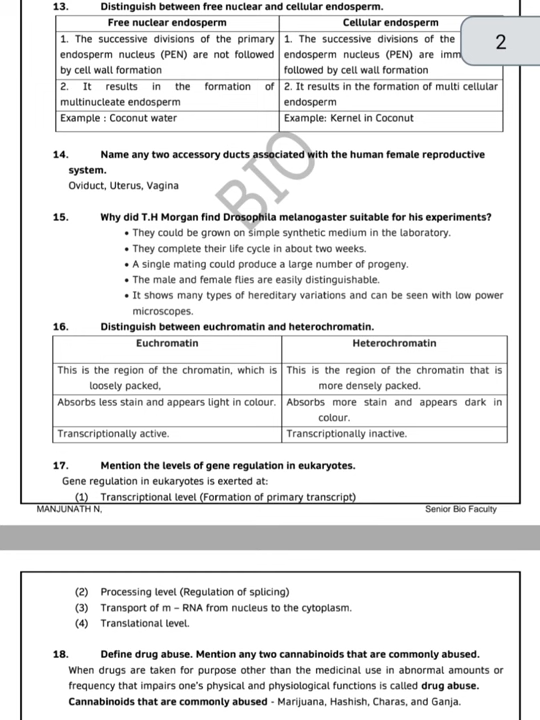 13. Distinguish between free nuclear and cellular endosperm.
Free nuclear endosperm Cellular endosperm
1. The successive divisions of the primary endosperm nucleus (PEN) are not followed by cell wall formation
1. The successive divisions of the endosperm nucleus (PEN) are imm followed by cell wall formation
2. It results in the formation of multinucleate endosperm
2. It results in the formation of multi cellular endosperm
Example : Coconut water
Example: Kernel in Coconut
2
14. Name any two accessory ducts associated with the human female reproductive
system.
Oviduct, Uterus, Vagina
BIO
15. Why did T.H Morgan find Drosophila melanogaster suitable for his experiments?
• They could be grown on simple synthetic medium in the laboratory.
• They complete their life cycle in about two weeks.
• A single mating could produce a large number of progeny.
• The male and female flies are easily distinguishable.
• It shows many types of hereditary variations and can be seen with low power
microscopes.
16. Distinguish between euchromatin and heterochromatin.
Euchromatin Heterochromatin
This is the region of the chromatin, which is loosely packed,
This is the region of the chromatin that is more densely packed.
Absorbs less stain and appears light in colour.
Absorbs more stain and appears dark in colour.
Transcriptionally active.
Transcriptionally inactive.
17. Mention the levels of gene regulation in eukaryotes.
Gene regulation in eukaryotes is exerted at:
(1) Transcriptional level (Formation of primary transcript)
MANJUNATH N, Senior Bio Faculty
(2) Processing level (Regulation of splicing)
(3) Transport of m – RNA from nucleus to the cytoplasm.
(4) Translational level.
18. Define drug abuse. Mention any two cannabinoids that are commonly abused.
When drugs are taken for purpose other than the medicinal use in abnormal amounts or
frequency that impairs one's physical and physiological functions is called drug abuse.
Cannabinoids that are commonly abused - Marijuana, Hashish, Charas, and Ganja.